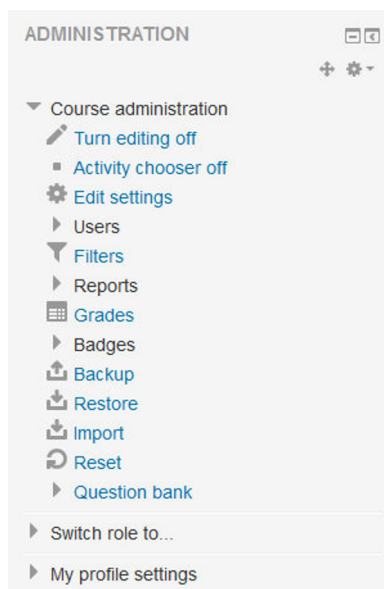 ADMINISTRATION
Course administration
Turn editing off
Activity chooser off
Edit settings
Users
Filters
Reports
Grades
Badges
Backup
Restore
Import
Reset
Question bank
Switch role to...
My profile settings